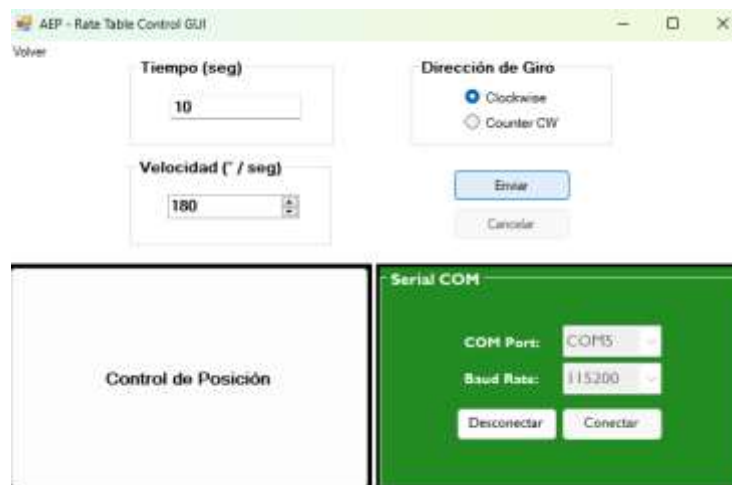 AEP - Rate Table Control GUI
Volver
Tiempo (seg)
10
Dirección de Giro
Clockwise
Counter CW
Velocidad (° / seg)
180
Enviar
Cancelar
Control de Posición
Serial COM
COM Port: COM5
Baud Rate: 115200
Desconectar Conectar